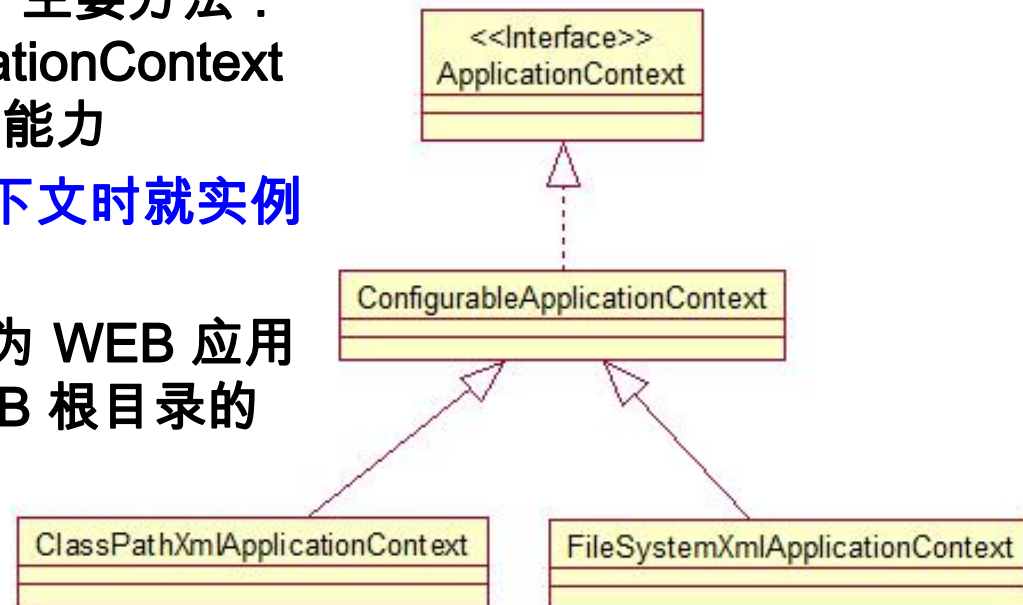 主要方法：
ationContext
能力
下文时就实例
为 WEB 应用
B 根目录的
<<Interface>>
ApplicationContext
ConfigurableApplicationContext
ClassPathXmlApplicationContext
FileSystemXmlApplicationContext